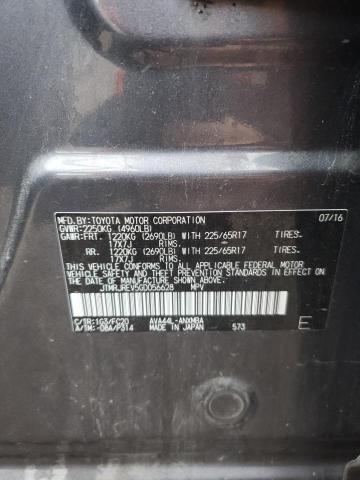 MFD.BY:TOYOTA MOTOR CORPORATION 07/16
GVWR:2250KG (4960LB)
GAWR:FRT. 1220KG (2690LB) WITH 225/65R17 TIRES.
17X7J RIMS.
RR. 1220KG (2690LB) WITH 225/65R17 TIRES.
17X7J RIMS.
THIS VEHICLE CONFORMS TO ALL APPLICABLE FEDERAL MOTOR
VEHICLE SAFETY AND THEFT PREVENTION STANDARDS IN EFFECT
ON THE DATE OF MANUFACTURE SHOWN ABOVE.
JTMRJREV5GD056628 MPV
C/TR:1G3/FC20 AVA44L-ANXMBA
A/TM:-08A/P314 MADE IN JAPAN 573 E